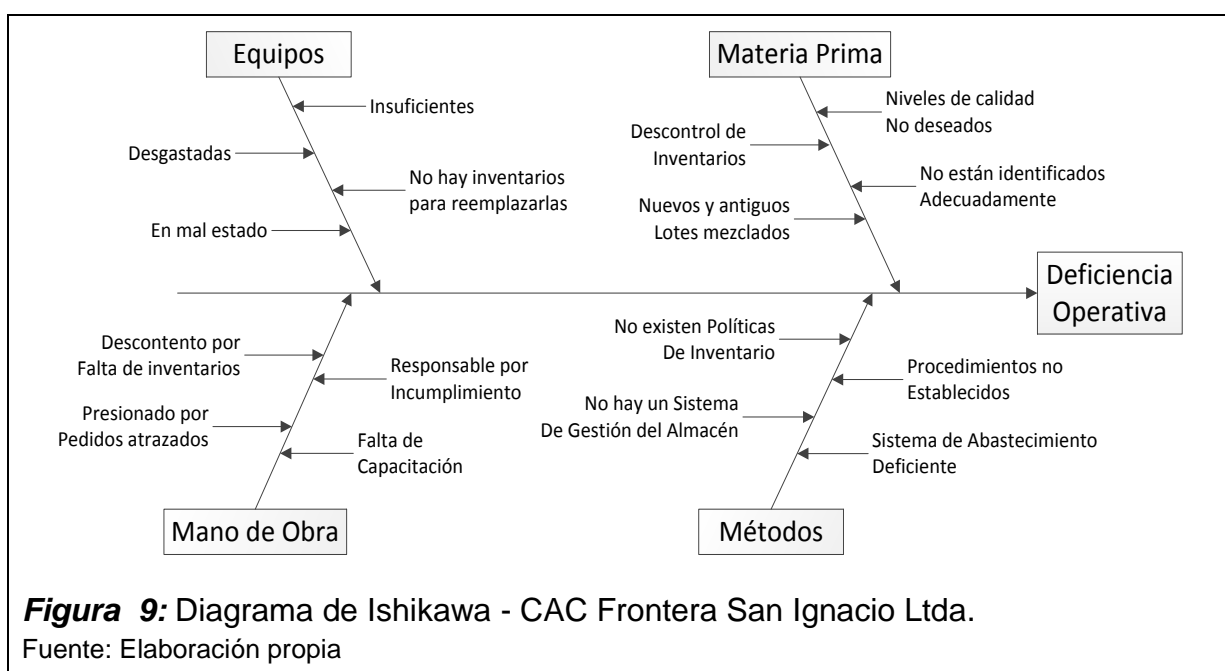 Equipos
Materia Prima
Insuficientes
Desgastadas
No hay inventarios
para reemplazarlas
En mal estado
Niveles de calidad
No deseados
Descontrol de
Inventarios
No están identificados
Adecuadamente
Nuevos y antiguos
Lotes mezclados
Deficiencia
Operativa
Descontento por
Falta de inventarios
Responsable por
Incumplimiento
Presionado por
Pedidos atrazados
Falta de
Capacitación
No existen Políticas
De Inventario
Procedimientos no
Establecidos
No hay un Sistema
De Gestión del Almacén
Sistema de Abastecimiento
Deficiente
Mano de Obra
Métodos
Figura 9: Diagrama de Ishikawa - CAC Frontera San Ignacio Ltda.
Fuente: Elaboración propia